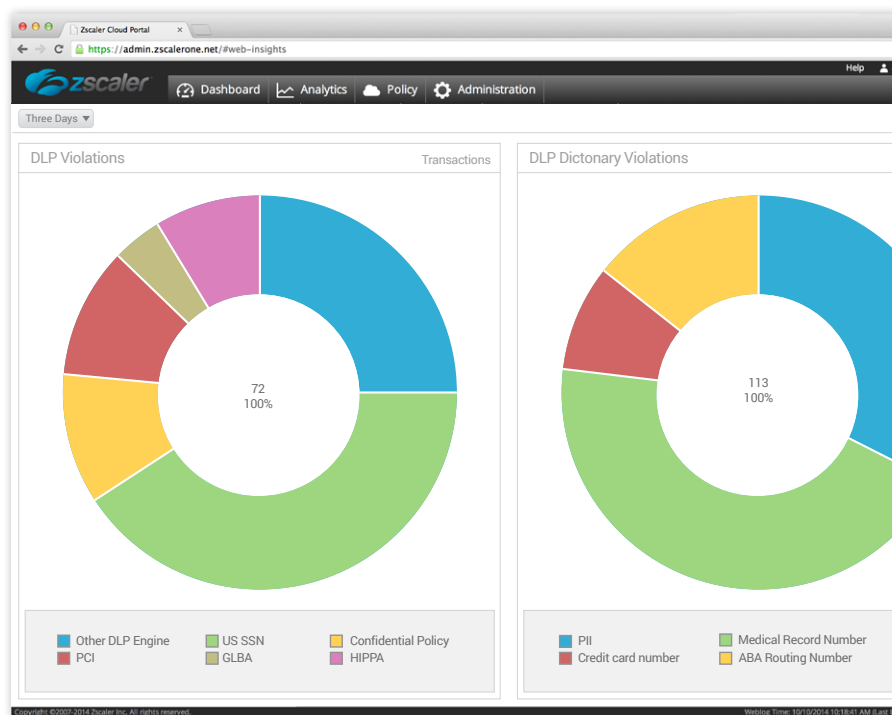 Zscaler Cloud Portal
https://admin.zscalerone.net/#web-insights
Help
zscaler
Dashboard
Analytics
Policy
Administration
Three Days
DLP Violations
Transactions
72
100%
Other DLP Engine
US SSN
Confidential Policy
PCI
GLBA
HIPPA
DLP Dictonary Violations
113
100%
PII
Medical Record Number
Credit card number
ABA Routing Number
Copyright ©2007-2014 Zscaler Inc. All rights reserved.
Weblog Time: 10/10/2014 10:18:41 AM (Last